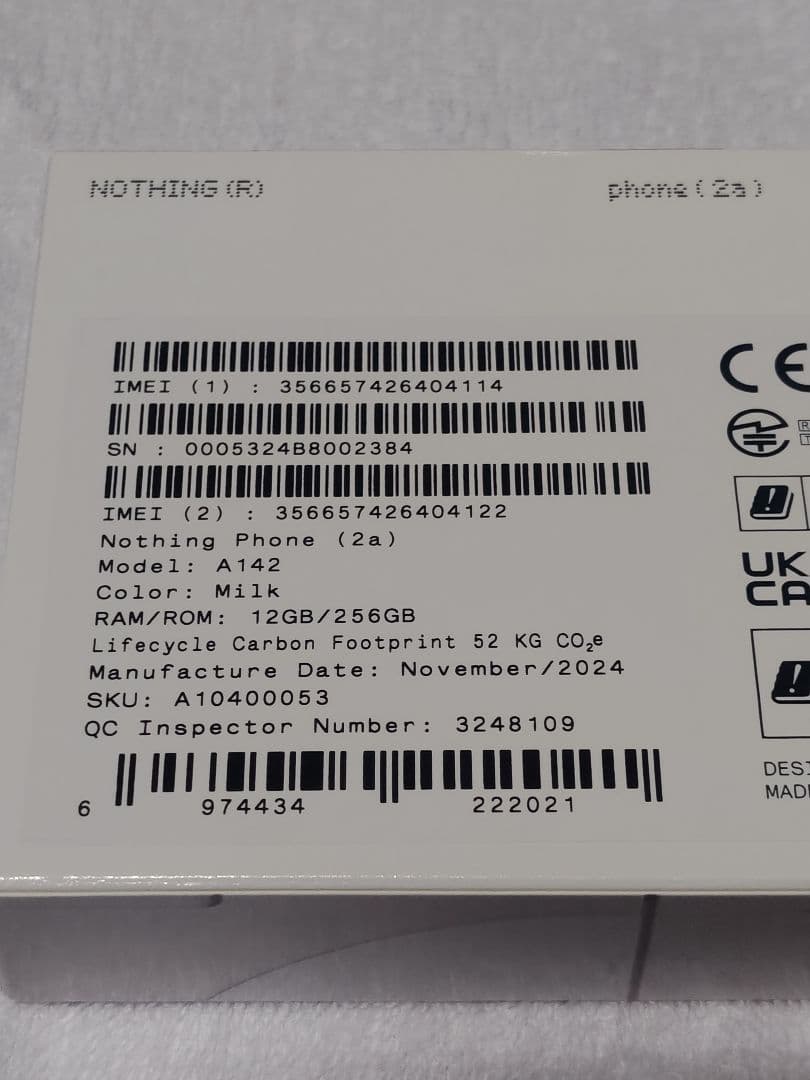 NOTHING (R)
phone (2a)
IMEI (1) : 356657426404114
SN : 0005324B8002384
IMEI (2) : 356657426404122
Nothing Phone (2a)
Model: A142
Color: Milk
RAM/ROM: 12GB/256GB
Lifecycle Carbon Footprint 52 KG CO₂e
Manufacture Date: November/2024
SKU: A10400053
QC Inspector Number: 3248109
6 974434 222021
CE
R
T
UK
CA
DESI
MADE